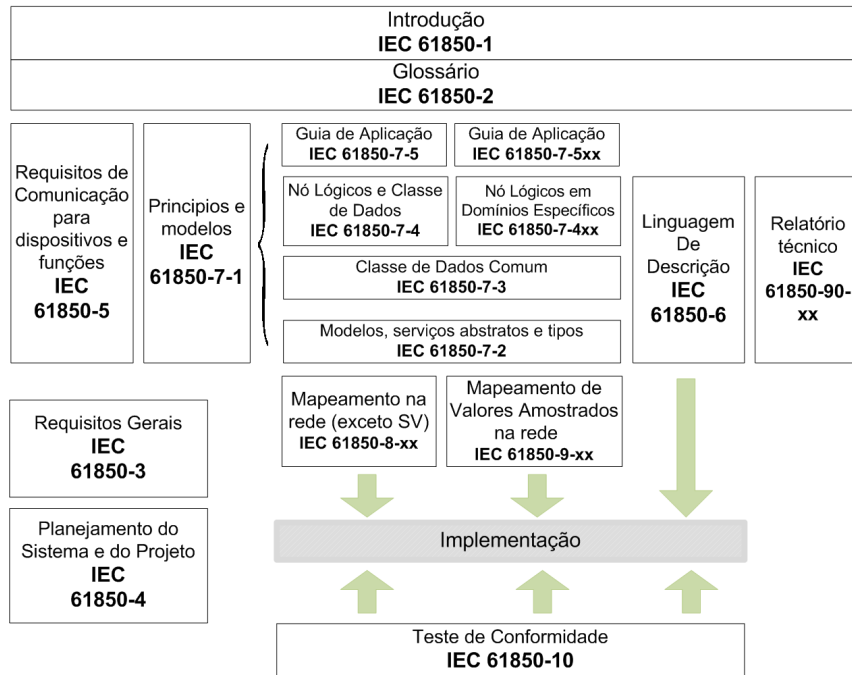 Introdução
IEC 61850-1
Glossário
IEC 61850-2
Requisitos de
Comunicação
para
dispositivos e
funções
IEC
61850-5
Principios e
modelos
IEC
61850-7-1
Guia de Aplicação
IEC 61850-7-5
Guia de Aplicação
IEC 61850-7-5xx
Nó Lógicos e Classe
de Dados
IEC 61850-7-4
Nó Lógicos em
Domínios Específicos
IEC 61850-7-4xx
Classe de Dados Comum
IEC 61850-7-3
Modelos, serviços abstratos e tipos
IEC 61850-7-2
Linguagem
De
Descrição
IEC
61850-6
Relatório
técnico
IEC
61850-90-
xx
Mapeamento na
rede (exceto SV)
IEC 61850-8-xx
Mapeamento de
Valores Amostrados
na rede
IEC 61850-9-xx
Requisitos Gerais
IEC
61850-3
Planejamento do
Sistema e do Projeto
IEC
61850-4
Implementação
Teste de Conformidade
IEC 61850-10